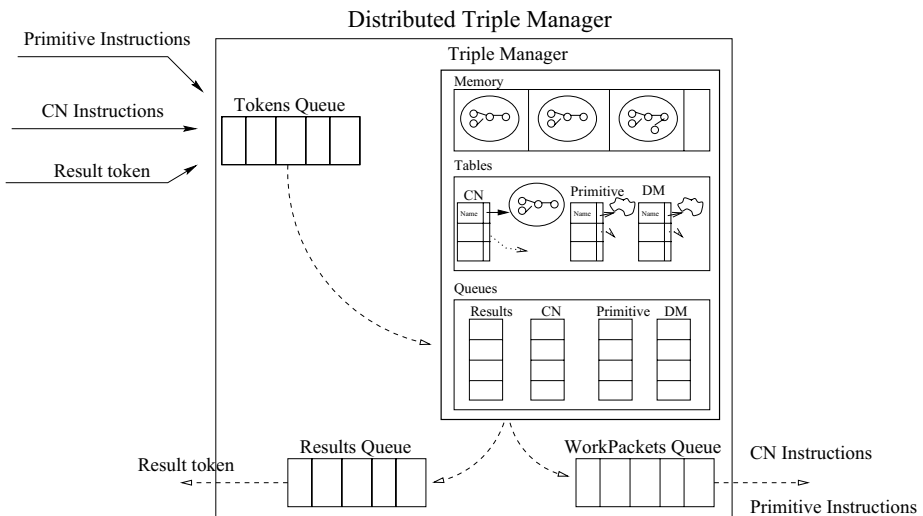 Distributed Triple Manager
Primitive Instructions
CN Instructions
Result token
Tokens Queue
Triple Manager
Memory
Tables
CN
Primitive
DM
Name
Name
Name
Queues
Results
CN
Primitive
DM
Results Queue
WorkPackets Queue
Result token
CN Instructions
Primitive Instructions